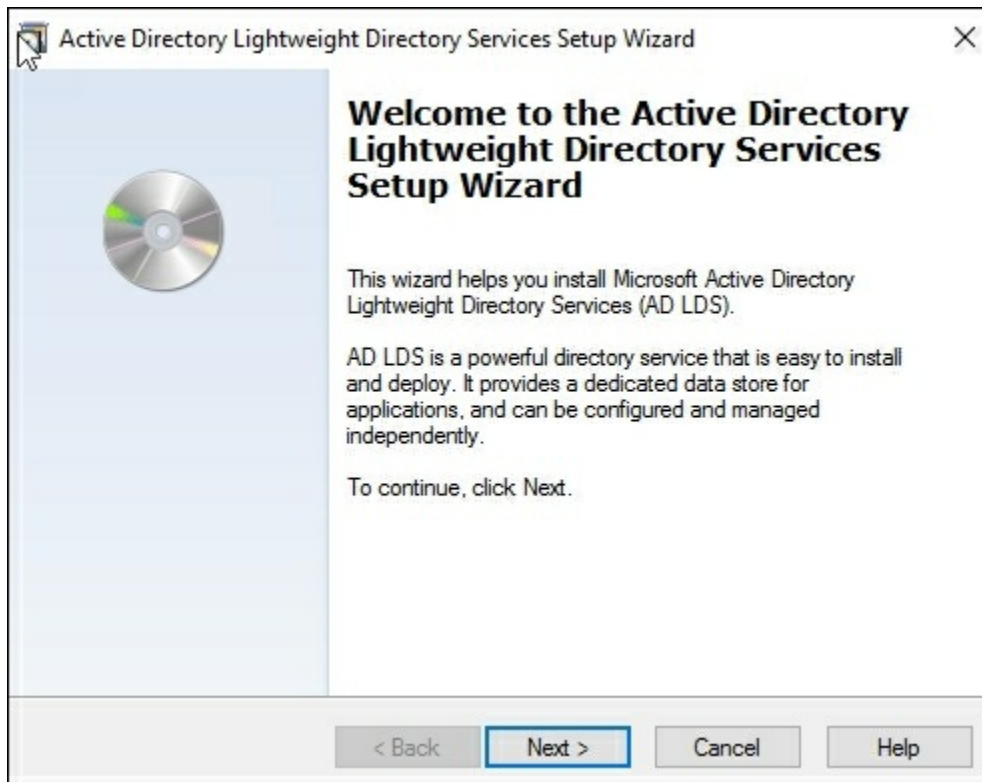 Active Directory Lightweight Directory Services Setup Wizard
Welcome to the Active Directory
Lightweight Directory Services
Setup Wizard
This wizard helps you install Microsoft Active Directory
Lightweight Directory Services (AD LDS).
AD LDS is a powerful directory service that is easy to install
and deploy. It provides a dedicated data store for
applications, and can be configured and managed
independently.
To continue, click Next.
< Back
Next >
Cancel
Help